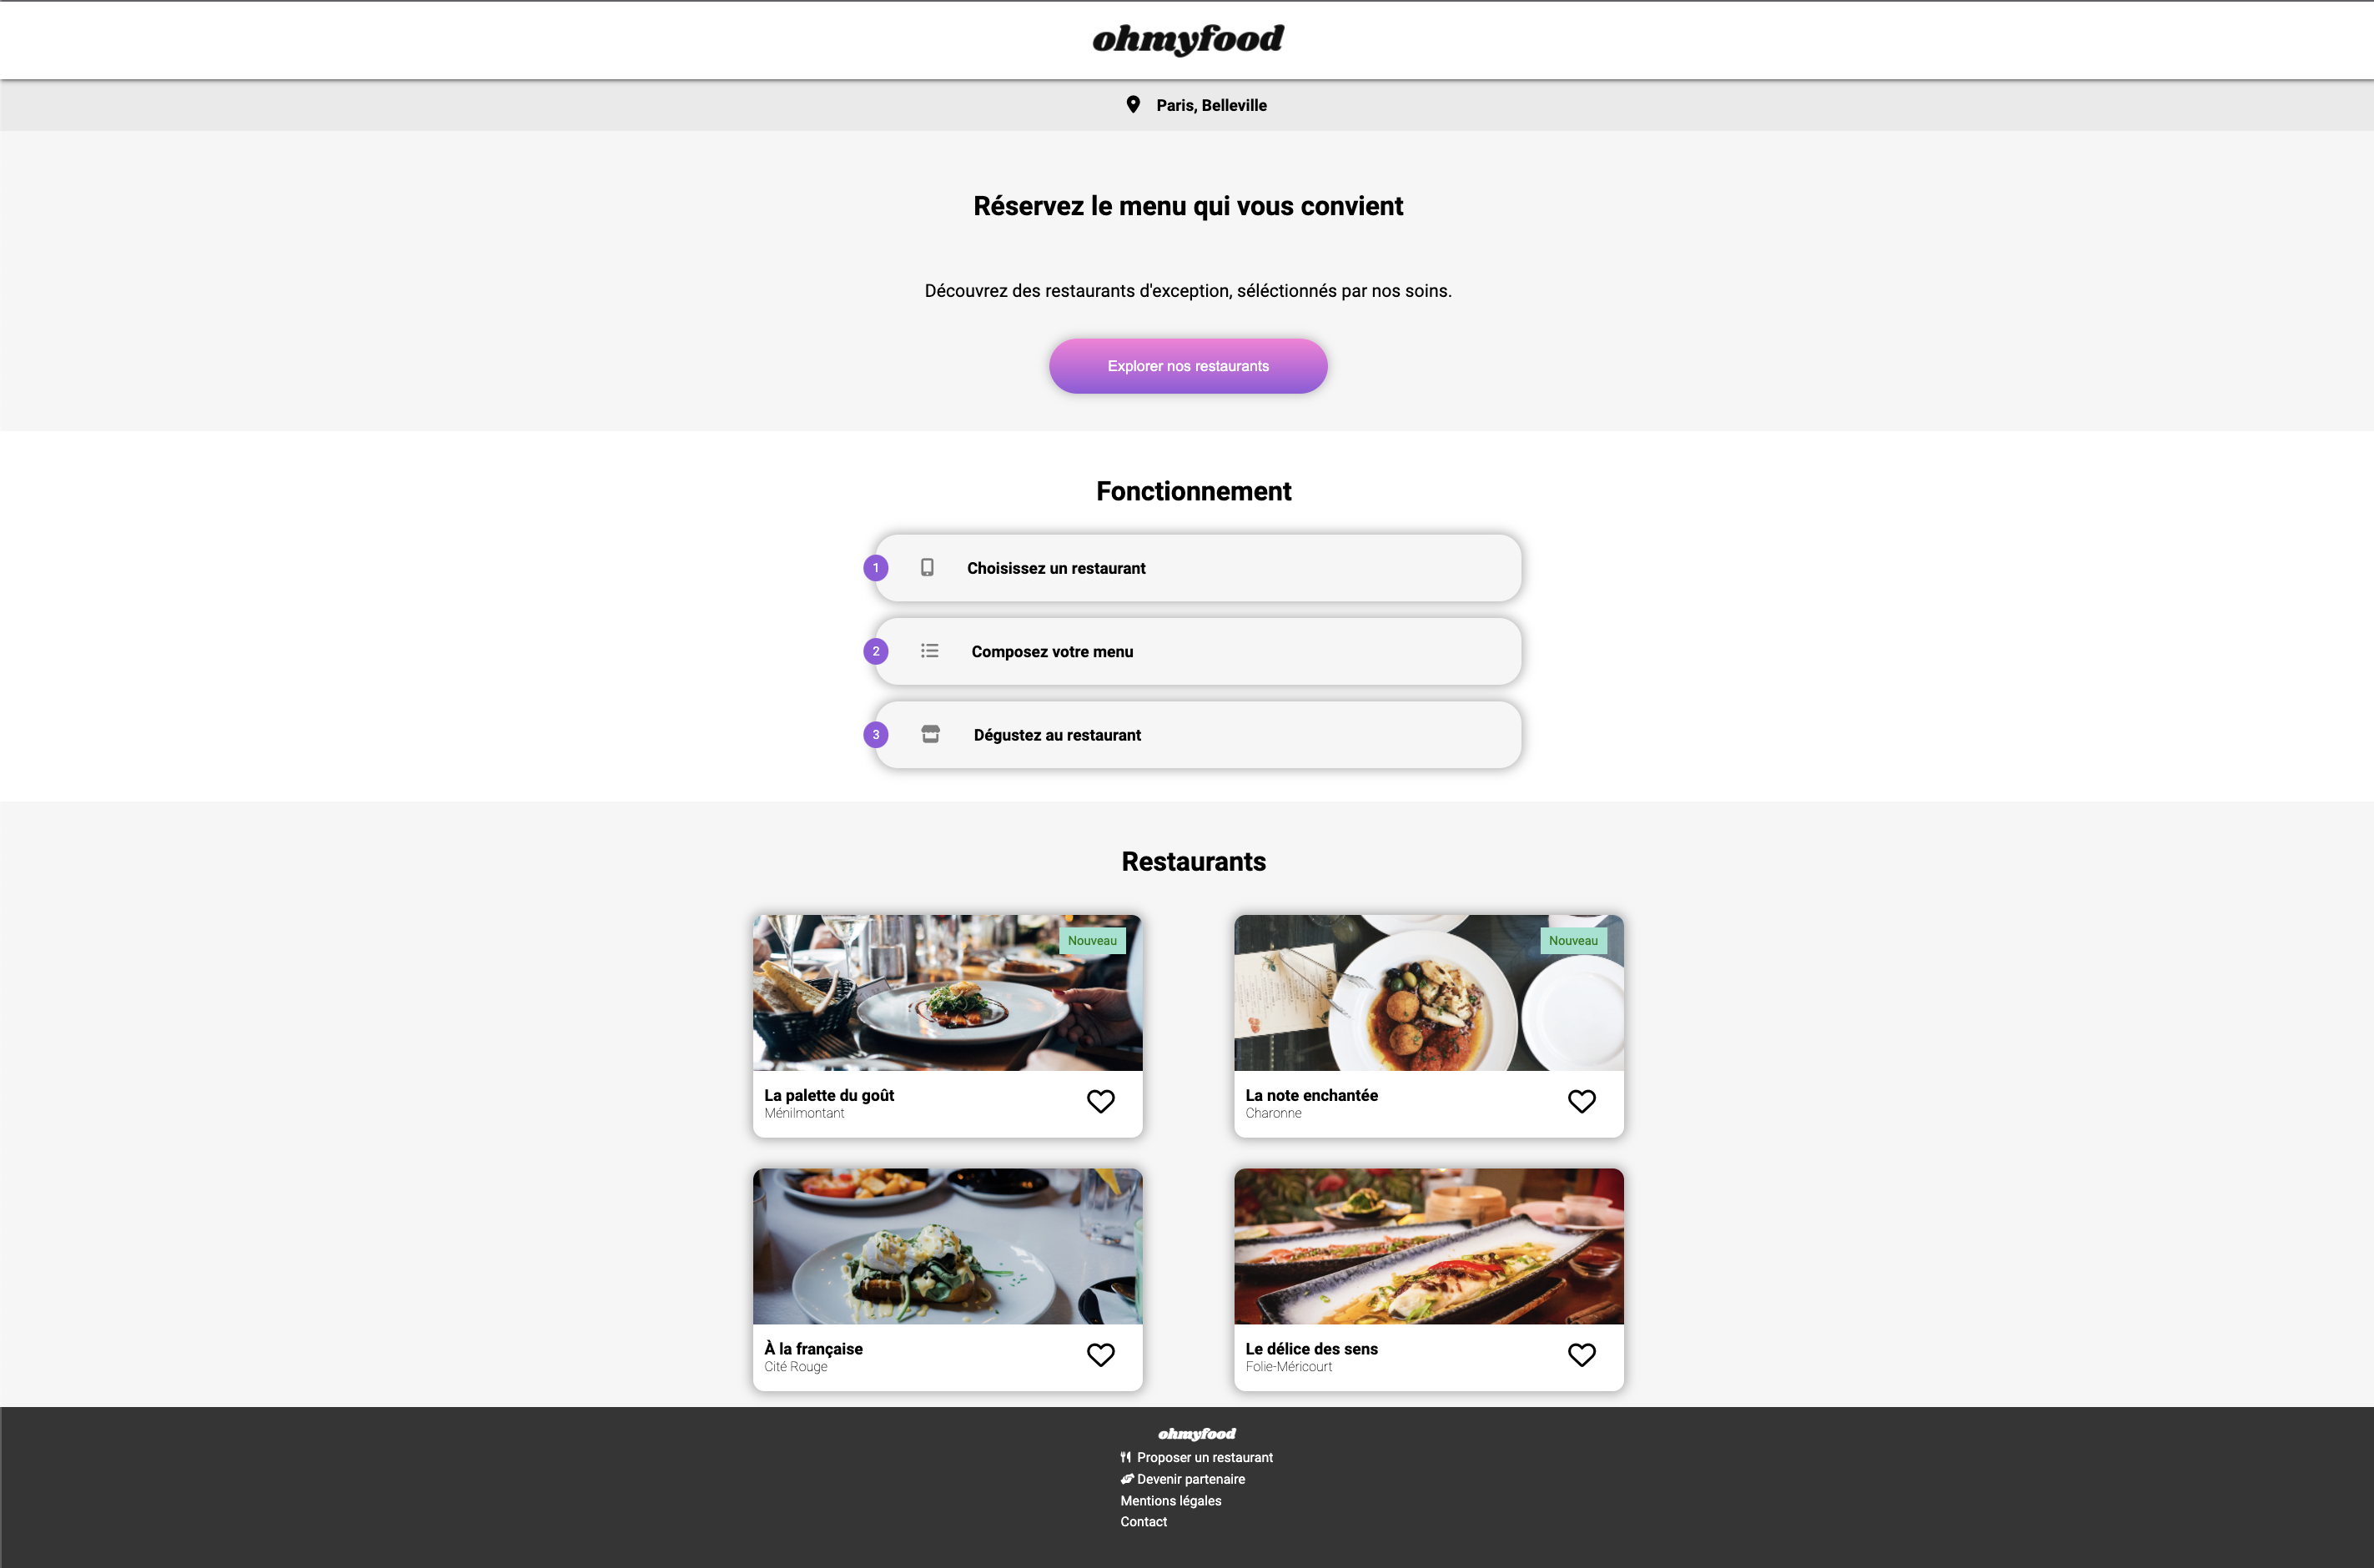 ohmyfood
Paris, Belleville
Réservez le menu qui vous convient
Découvrez des restaurants d'exception, séléctionnés par nos soins.
Explorer nos restaurants
Fonctionnement
1 Choisissez un restaurant
2 Composez votre menu
3 Dégustez au restaurant
Restaurants
Nouveau
La palette du goût
Ménilmontant
Nouveau
La note enchantée
Charonne
À la française
Cité Rouge
Le délice des sens
Folie-Méricourt
ohmyfood
Proposer un restaurant
Devenir partenaire
Mentions légales
Contact